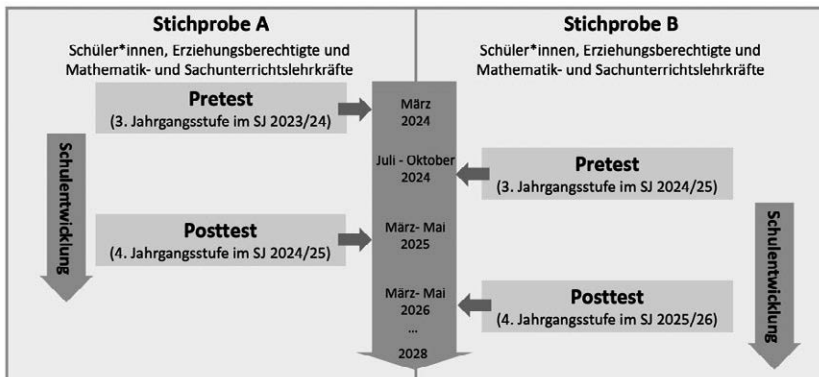 Stichprobe A
Schüler*innen, Erziehungsberechtigte und
Mathematik- und Sachunterrichtslehrkräfte
Pretest
(3. Jahrgangsstufe im SJ 2023/24)
Schulentwicklung
Posttest
(4. Jahrgangsstufe im SJ 2024/25)
März
2024
Juli - Oktober
2024
März- Mai
2025
März- Mai
2026
...
2028
Stichprobe B
Schüler*innen, Erziehungsberechtigte und
Mathematik- und Sachunterrichtslehrkräfte
Pretest
(3. Jahrgangsstufe im SJ 2024/25)
Schulentwicklung
Posttest
(4. Jahrgangsstufe im SJ 2025/26)